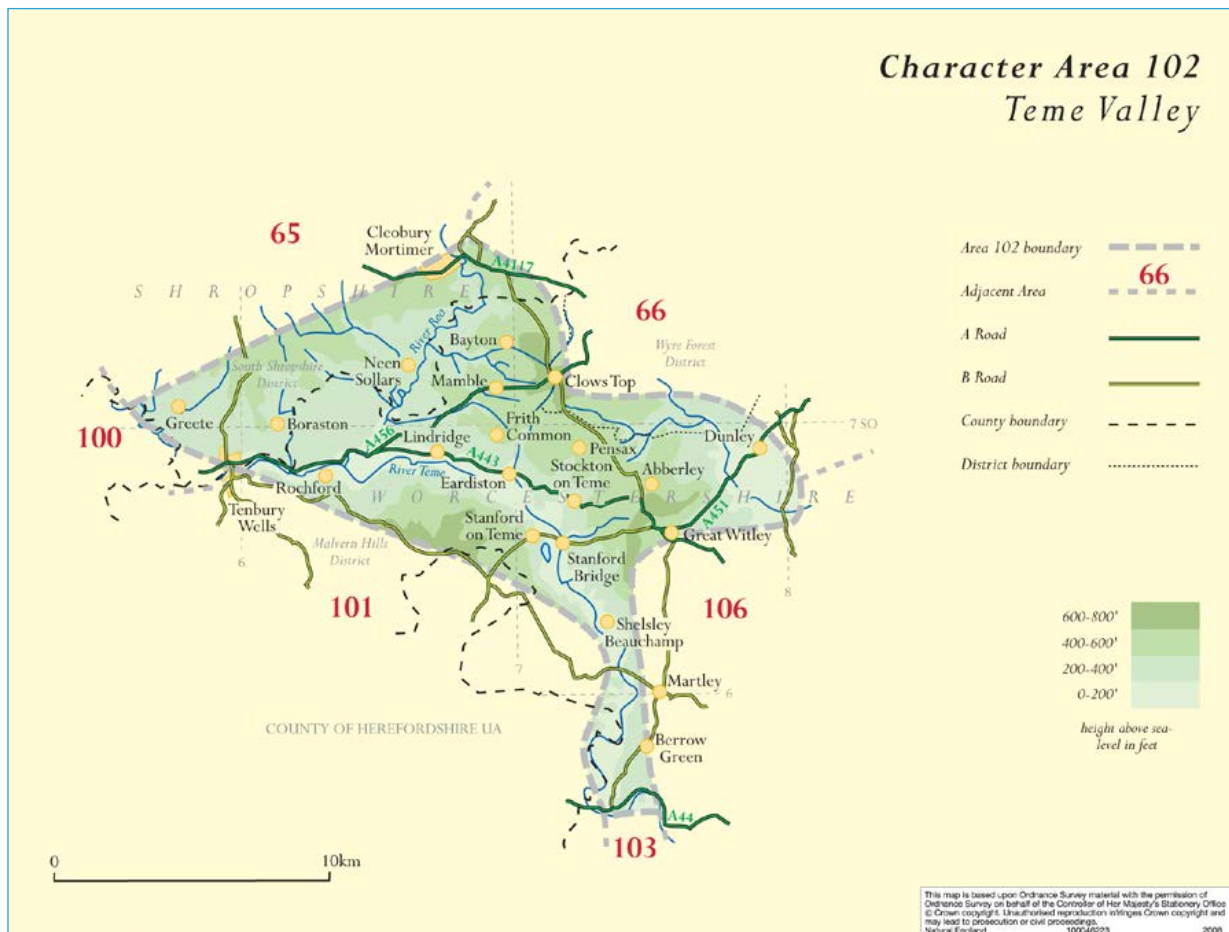 Character Area 102
Teme Valley
65
Cleobury
Mortimer
A4117
SHROPSHIRE
River Rea
66
Bayton
Wyre Forest
District
Neen
Sollars
South Shropshire
District
Mamble
Clows Top
Greete
Boraston
Frith
Common
7 SO
100
A456
Lindridge
Pensax
Dunley
River Teme
A443
Stockton
on Teme
Abberley
Rochford
Eardiston
WORCESTERSHIRE
A451
Tenbury
Wells
Stanford
on Teme
Great Witley
Malvern Hills
District
6
Stanford
Bridge
8
101
106
Shelsley
Beauchamp
7
Martley
6
COUNTY OF HEREFORDSHIRE UA
Berrow
Green
A44
103
Area 102 boundary
66
Adjacent Area
A Road
B Road
County boundary
District boundary
600-800'
400-600'
200-400'
0-200'
height above sea-
level in feet
0
10km
This map is based upon Ordnance Survey material with the permission of
Ordnance Survey on behalf of the Controller of Her Majesty's Stationery Office
© Crown copyright. Unauthorised reproduction infringes Crown copyright and
may lead to prosecution or civil proceedings.
Natural England 100046223 2008